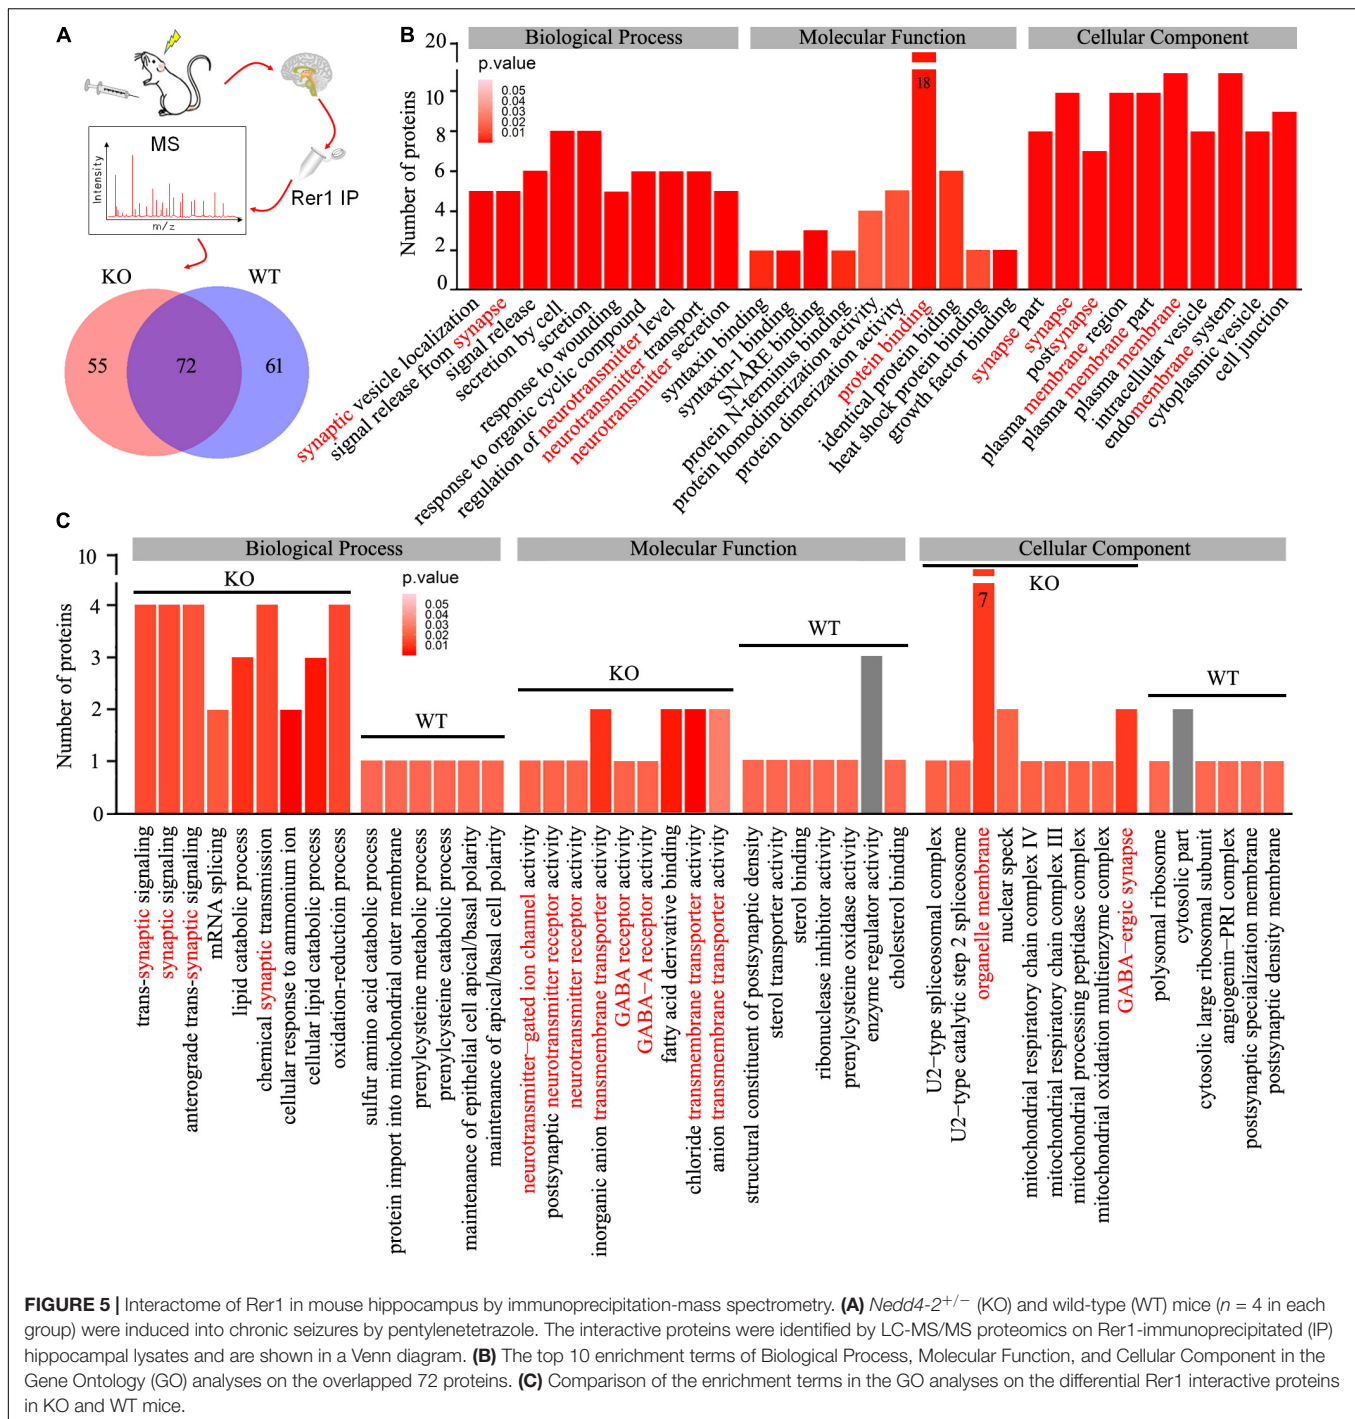 A
MS
Intensity
m/z
Rer1 IP
KO
WT
55
72
61
B
Biological Process
Molecular Function
Cellular Component
Number of proteins
20
10
8
6
4
2
0
p.value
0.05
0.04
0.03
0.02
0.01
18
synaptic vesicle localization
signal release from synapse
signal release
secretion by cell
scretion
response to wounding
response to organic cyclic compound
regulation of neurotransmitter level
neurotransmitter transport
neurotransmitter secretion
syntaxin binding
syntaxin-1 binding
SNARE binding
protein N-terminus binding
protein homodimerization activity
protein dimerization activity
protein binding
identical protein biding
heat shock protein binding
growth factor binding
synapse part
synapse
postsynapse
plasma membrane region
plasma membrane part
plasma membrane
intracellular vesicle
endomembrane system
cytoplasmic vesicle
cell junction
C
Biological Process
Molecular Function
Cellular Component
Number of proteins
10
4
3
2
1
0
KO
WT
p.value
0.05
0.04
0.03
0.02
0.01
KO
WT
KO
7
WT
trans-synaptic signaling
synaptic signaling
anterograde trans-synaptic signaling
mRNA splicing
lipid catabolic process
chemical synaptic transmission
cellular response to ammonium ion
cellular lipid catabolic process
oxidation-reduction process
sulfur amino acid catabolic process
protein import into mitochondrial outer membrane
prenylcysteine metabolic process
prenylcysteine catabolic process
maintenance of epithelial cell apical/basal polarity
maintenance of apical/basal cell polarity
neurotransmitter−gated ion channel activity
postsynaptic neurotransmitter receptor activity
neurotransmitter receptor activity
inorganic anion transmembrane transporter activity
GABA receptor activity
GABA−A receptor activity
fatty acid derivative binding
chloride transmembrane transporter activity
anion transmembrane transporter activity
structural constituent of postsynaptic density
sterol transporter activity
sterol binding
ribonuclease inhibitor activity
prenylcysteine oxidase activity
enzyme regulator activity
cholesterol binding
U2−type spliceosomal complex
U2−type catalytic step 2 spliceosome
organelle membrane
nuclear speck
mitochondrial respiratory chain complex IV
mitochondrial respiratory chain complex III
mitochondrial processing peptidase complex
mitochondrial oxidation multienzyme complex
GABA−ergic synapse
polysomal ribosome
cytosolic part
cytosolic large ribosomal subunit
angiogenin−PRI complex
postsynaptic specialization membrane
postsynaptic density membrane
FIGURE 5 | Interactome of Rer1 in mouse hippocampus by immunoprecipitation-mass spectrometry. (A) Nedd4-2+/− (KO) and wild-type (WT) mice (n = 4 in each
group) were induced into chronic seizures by pentylenetetrazole. The interactive proteins were identified by LC-MS/MS proteomics on Rer1-immunoprecipitated (IP)
hippocampal lysates and are shown in a Venn diagram. (B) The top 10 enrichment terms of Biological Process, Molecular Function, and Cellular Component in the
Gene Ontology (GO) analyses on the overlapped 72 proteins. (C) Comparison of the enrichment terms in the GO analyses on the differential Rer1 interactive proteins
in KO and WT mice.